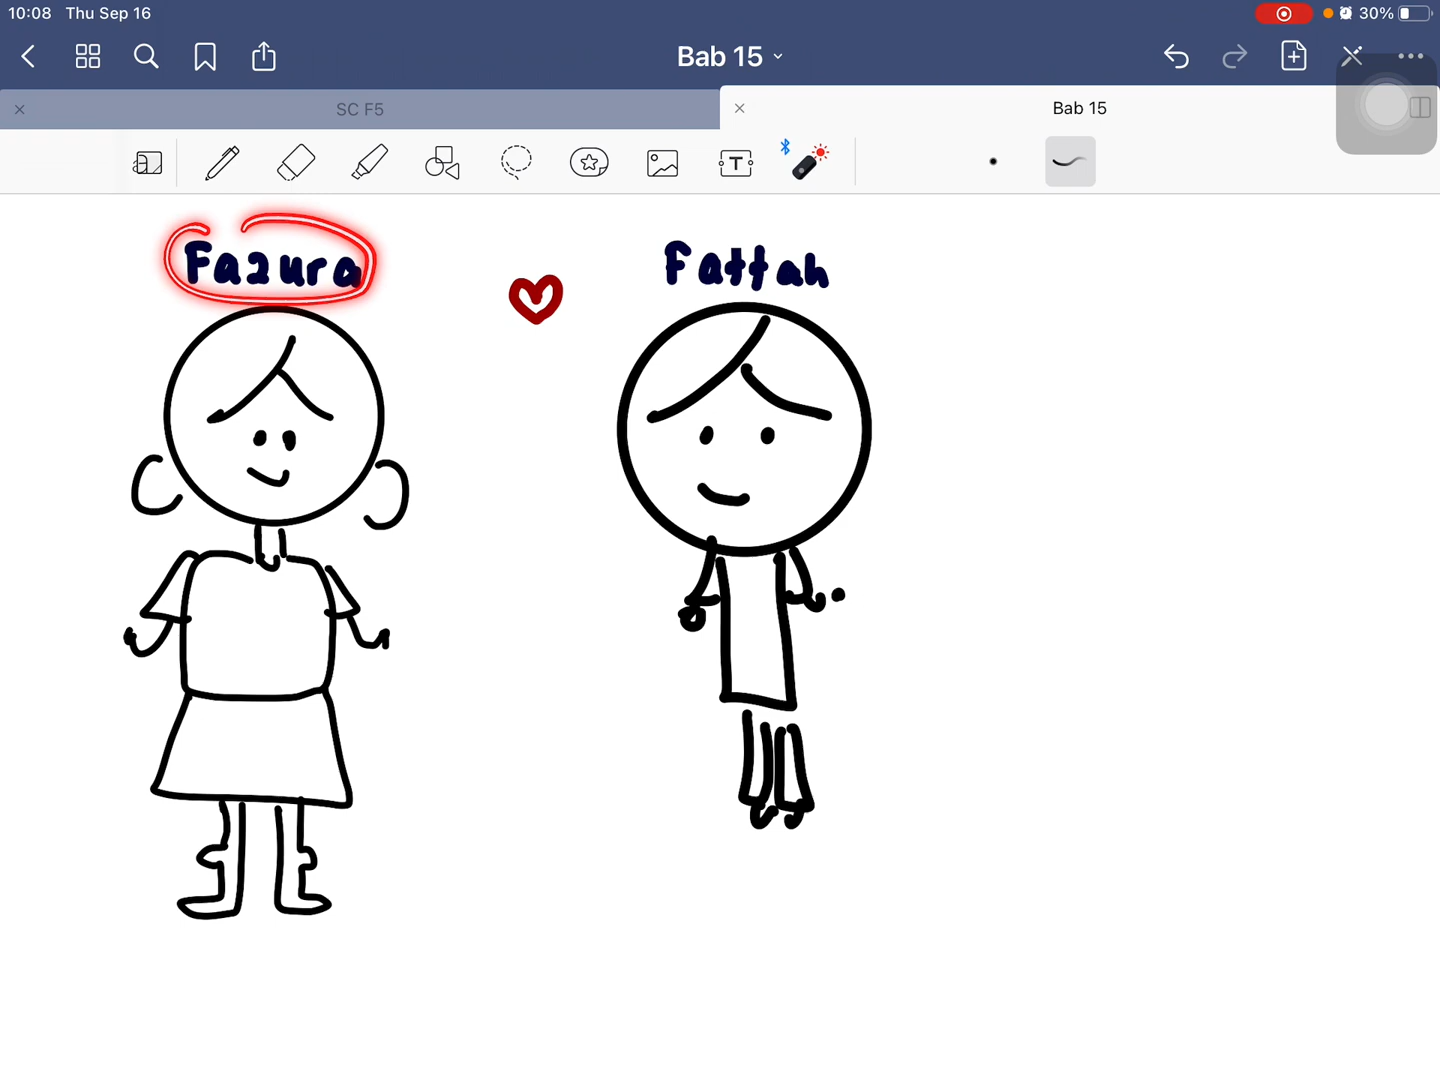 10:08 Thu Sep 16 30%
Bab 15
SC F5
Bab 15
T
Fazura Fattah